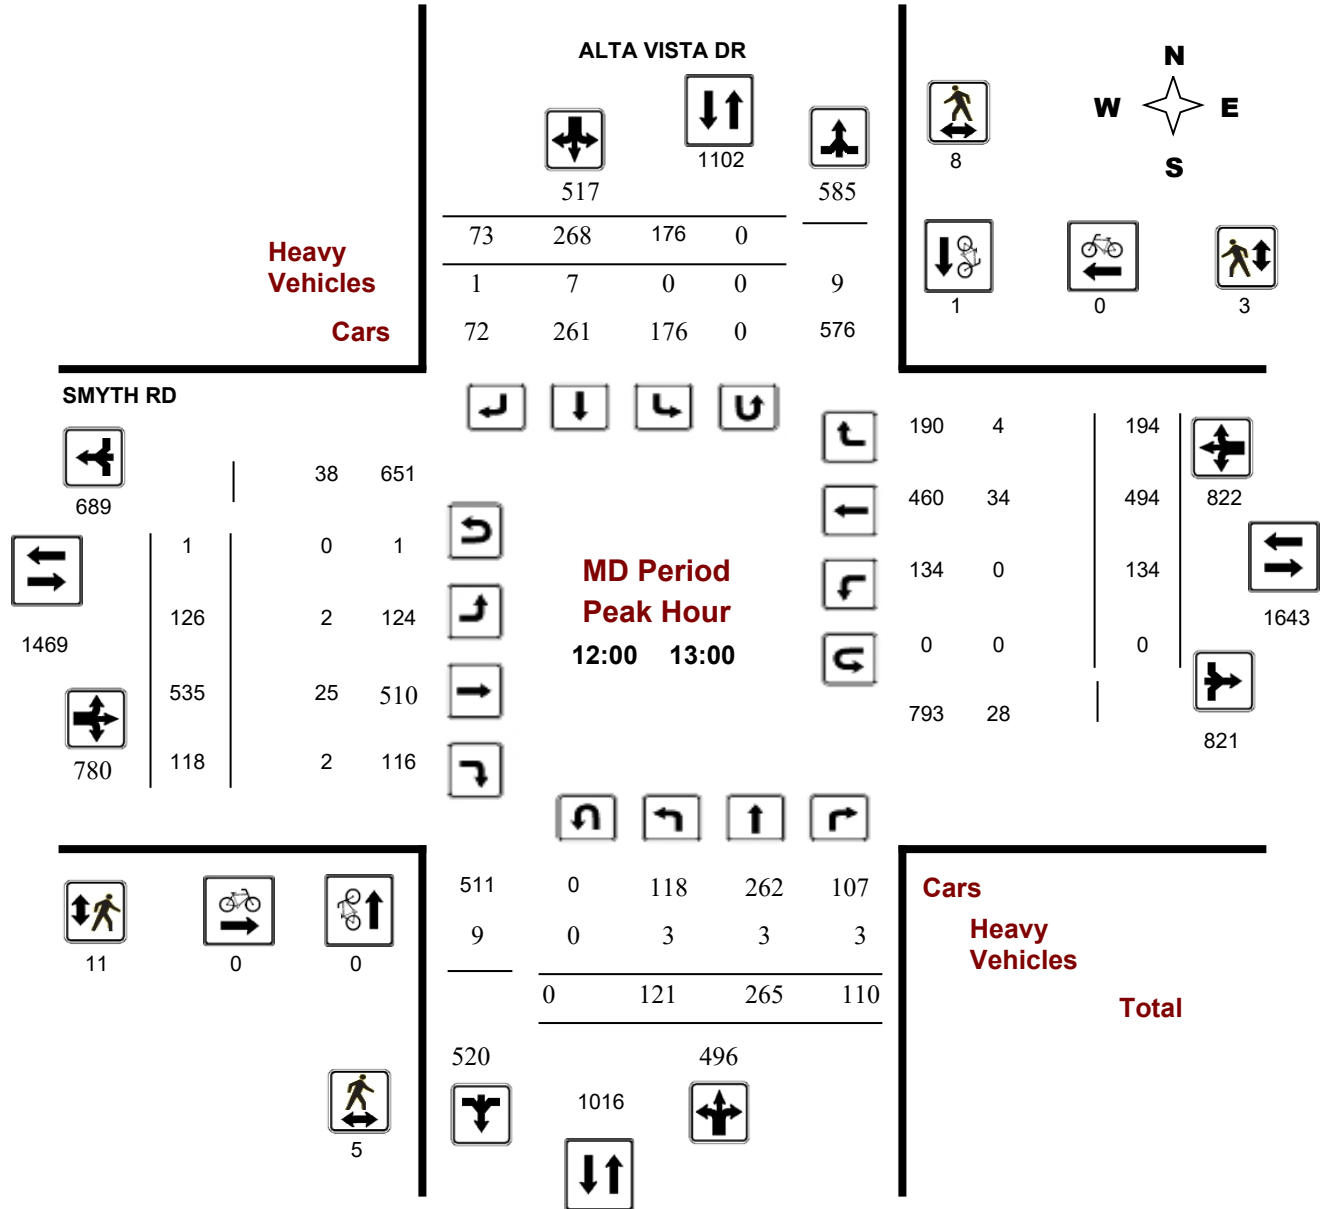 ALTA VISTA DR
N
W E
S
1102
8
517 585
73 268 176 0
Heavy
Vehicles
1 7 0 0 9
1 0 3
Cars
72 261 176 0 576
SMYTH RD
190 4 194
38 651
689
460 34 494
822
1 0 1
MD Period
134 0 134
Peak Hour
126 2 124
1643
1469
12:00 13:00
0 0 0
535 25 510
793 28
821
780
118 2 116
511 0 118 262 107
Cars
9 0 3 3 3
Heavy
Vehicles
11 0 0
0 121 265 110
Total
520 496
1016
5